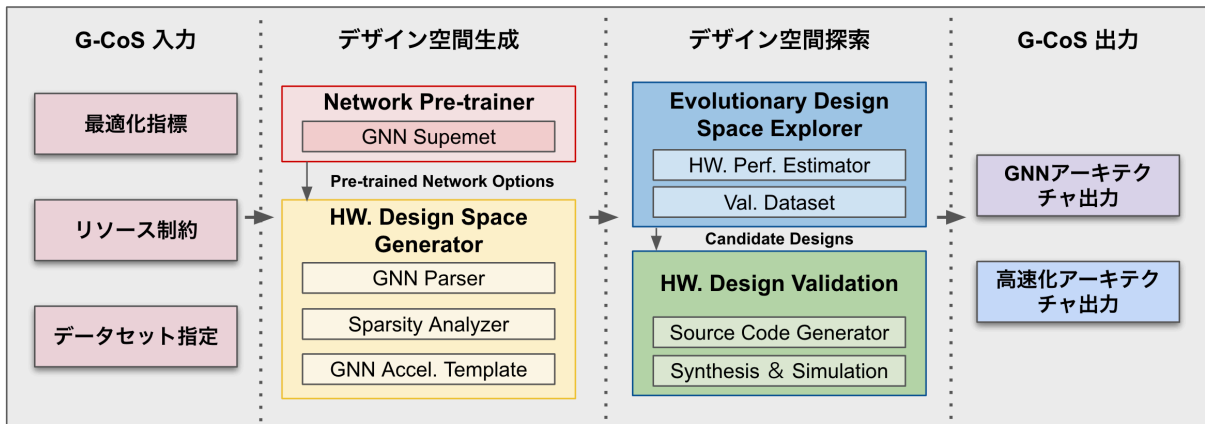 G-CoS 入力
最適化指標
リソース制約
データセット指定
デザイン空間生成
Network Pre-trainer
GNN Supemet
Pre-trained Network Options
HW. Design Space
Generator
GNN Parser
Sparsity Analyzer
GNN Accel. Template
デザイン空間探索
Evolutionary Design
Space Explorer
HW. Perf. Estimator
Val. Dataset
Candidate Designs
HW. Design Validation
Source Code Generator
Synthesis & Simulation
G-CoS 出力
GNNアーキテク
チャ出力
高速化アーキテク
チャ出力